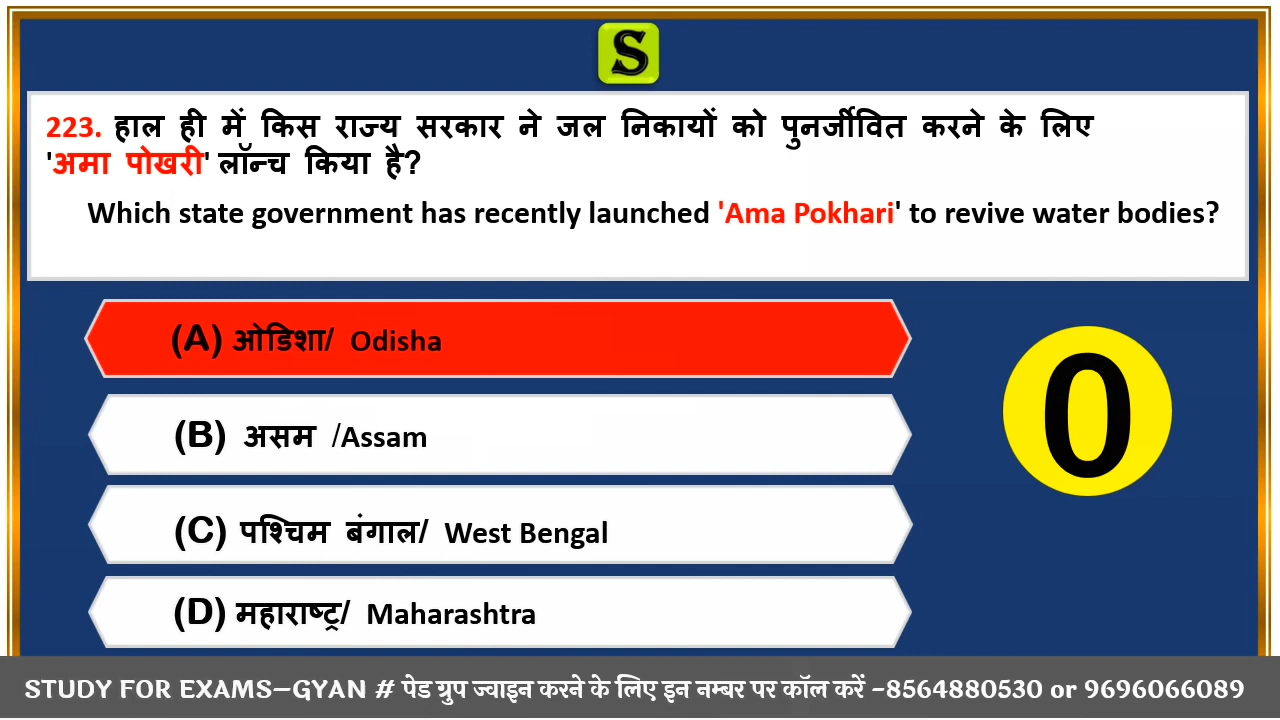 S
223. हाल ही में किस राज्य सरकार ने जल निकायों को पुनर्जीवित करने के लिए
'अमा पोखरी' लॉन्च किया है?
Which state government has recently launched 'Ama Pokhari' to revive water bodies?
(A) ओडिशा/ Odisha
(B) असम /Assam
(C) पश्चिम बंगाल/ West Bengal
(D) महाराष्ट्र/ Maharashtra
0
STUDY FOR EXAMS–GYAN # पेड ग्रुप ज्वाइन करने के लिए इन नम्बर पर कॉल करें -8564880530 or 9696066089